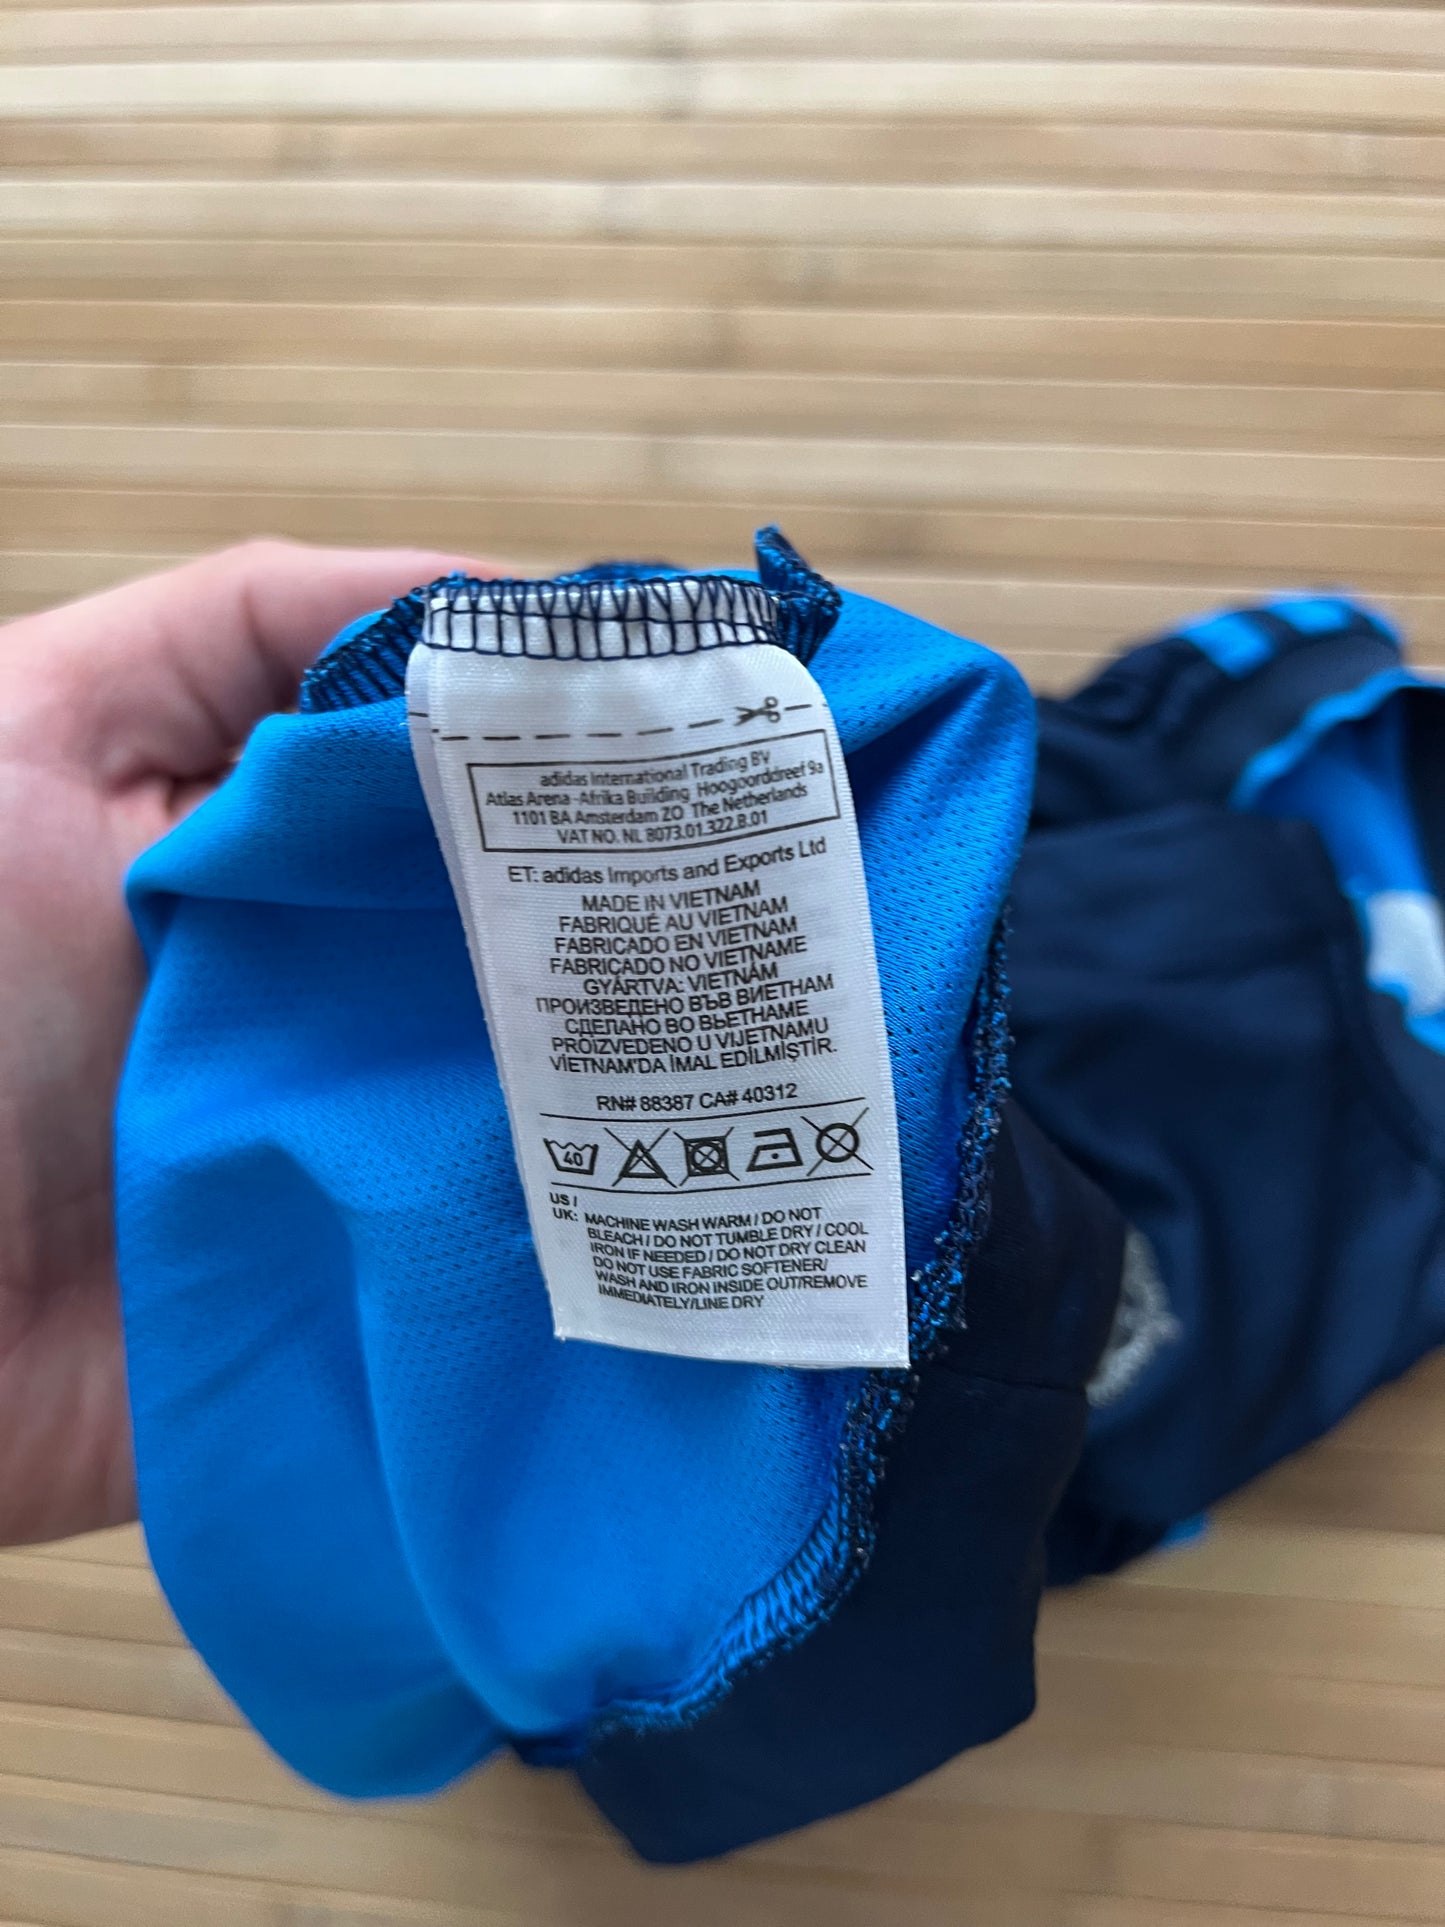 adidas International Trading BV
Atlas Arena -Afrika Building Hoogoorddreef 9a
1101 BA Amsterdam ZO The Netherlands
VAT NO. NL 8073.01.322.B.01
ET: adidas Imports and Exports Ltd
MADE IN VIETNAM
FABRIQUÉ AU VIETNAM
FABRICADO EN VIETNAM
FABRICADO NO VIETNAME
GYÁRTVA: VIETNÁM
ПРОИЗВЕДЕНО ВЪВ ВИЕТНАМ
СДЕЛАНО ВО ВЬЕТНАМЕ
PROIZVEDENO U VIJETNAMU
VİETNAM'DA İMAL EDİLMİŞTİR.
RN# 88387 CA# 40312
40
US /
UK: MACHINE WASH WARM / DO NOT
BLEACH / DO NOT TUMBLE DRY / COOL
IRON IF NEEDED / DO NOT DRY CLEAN
DO NOT USE FABRIC SOFTENER/
WASH AND IRON INSIDE OUT/REMOVE
IMMEDIATELY/LINE DRY